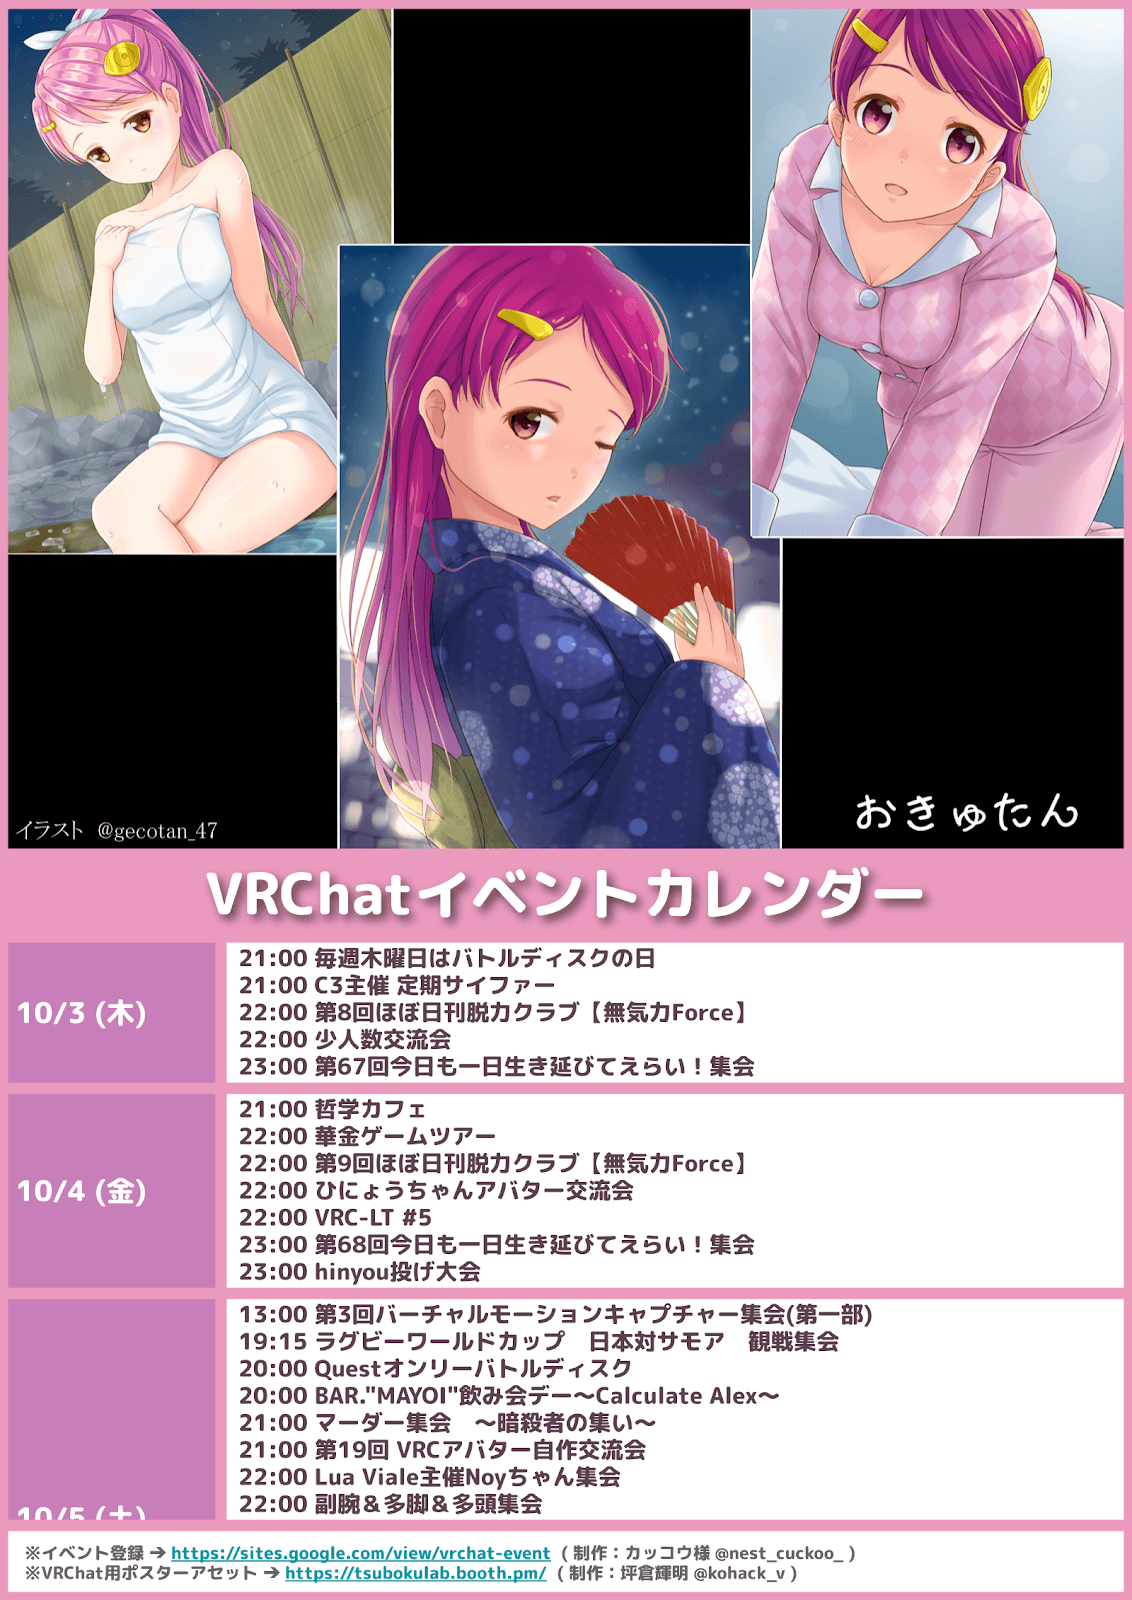 イラスト @gecotan_47
おきゅたん
VRChatイベントカレンダー
10/3 (木)
21:00 毎週木曜日はバトルディスクの日
21:00 C3主催 定期サイファー
22:00 第8回ほぼ日刊脱力クラブ【無気力Force】
22:00 少人数交流会
23:00 第67回今日も一日生き延びてえらい！集会
10/4 (金)
21:00 哲学カフェ
22:00 華金ゲームツアー
22:00 第9回ほぼ日刊脱力クラブ【無気力Force】
22:00 ひにょうちゃんアバター交流会
22:00 VRC-LT #5
23:00 第68回今日も一日生き延びてえらい！集会
23:00 hinyou投げ大会
10/5 (土)
13:00 第3回バーチャルモーションキャプチャー集会(第一部)
19:15 ラグビーワールドカップ　日本対サモア　観戦集会
20:00 Questオンリーバトルディスク
20:00 BAR."MAYOI"飲み会デー～Calculate Alex～
21:00 マーダー集会　～暗殺者の集い～
21:00 第19回 VRCアバター自作交流会
22:00 Lua Viale主催Noyちゃん集会
22:00 副腕＆多脚＆多頭集会
※イベント登録 → https://sites.google.com/view/vrchat-event （制作：カッコウ様 @nest_cuckoo_ ）
※VRChat用ポスターアセット → https://tsubokulab.booth.pm/ （制作：坪倉輝明 @kohack_v ）